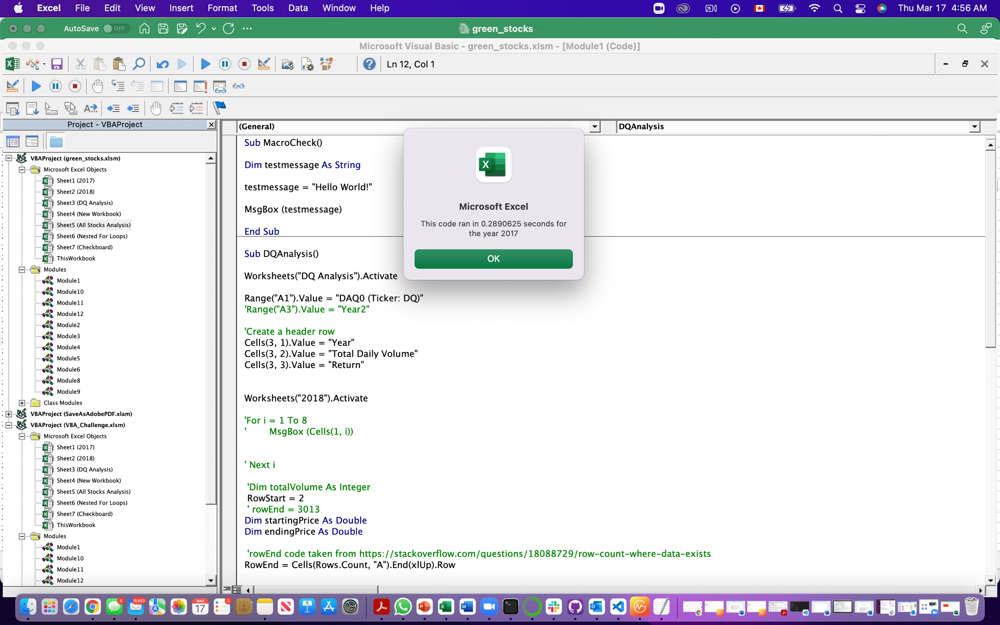 Excel File Edit View Insert Format Tools Data Window Help Thu Mar 17 4:56 AM
AutoSave OFF green_stocks
Microsoft Visual Basic - green_stocks.xlsm - [Module1 (Code)]
Ln 12, Col 1
Project - VBAProject
(General) DQAnalysis
VBAProject (green_stocks.xlsm)
Microsoft Excel Objects
Sheet1 (2017)
Sheet2 (2018)
Sheet3 (DQ Analysis)
Sheet4 (New Workbook)
Sheet5 (All Stocks Analysis)
Sheet6 (Nested For Loops)
Sheet7 (Checkboard)
ThisWorkbook
Modules
Module1
Module10
Module11
Module12
Module2
Module3
Module4
Module5
Module6
Module8
Module9
Class Modules
VBAProject (SaveAsAdobePDF.xlam)
VBAProject (VBA_Challenge.xlsm)
Microsoft Excel Objects
Sheet1 (2017)
Sheet2 (2018)
Sheet3 (DQ Analysis)
Sheet4 (New Workbook)
Sheet5 (All Stocks Analysis)
Sheet6 (Nested For Loops)
Sheet7 (Checkboard)
ThisWorkbook
Modules
Module1
Module10
Module11
Module12
Sub MacroCheck()
Dim testmessage As String
testmessage = "Hello World!"
MsgBox (testmessage)
End Sub
Sub DQAnalysis()
Worksheets("DQ Analysis").Activate
Range("A1").Value = "DAQ0 (Ticker: DQ)"
'Range("A3").Value = "Year2"
'Create a header row
Cells(3, 1).Value = "Year"
Cells(3, 2).Value = "Total Daily Volume"
Cells(3, 3).Value = "Return"
Worksheets("2018").Activate
'For i = 1 To 8
' MsgBox (Cells(1, i))
' Next i
'Dim totalVolume As Integer
RowStart = 2
' rowEnd = 3013
Dim startingPrice As Double
Dim endingPrice As Double
'rowEnd code taken from https://stackoverflow.com/questions/18088729/row-count-where-data-exists
RowEnd = Cells(Rows.Count, "A").End(xlUp).Row
Microsoft Excel
This code ran in 0.2890625 seconds for
the year 2017
OK
4
18,653
MAR
17
2